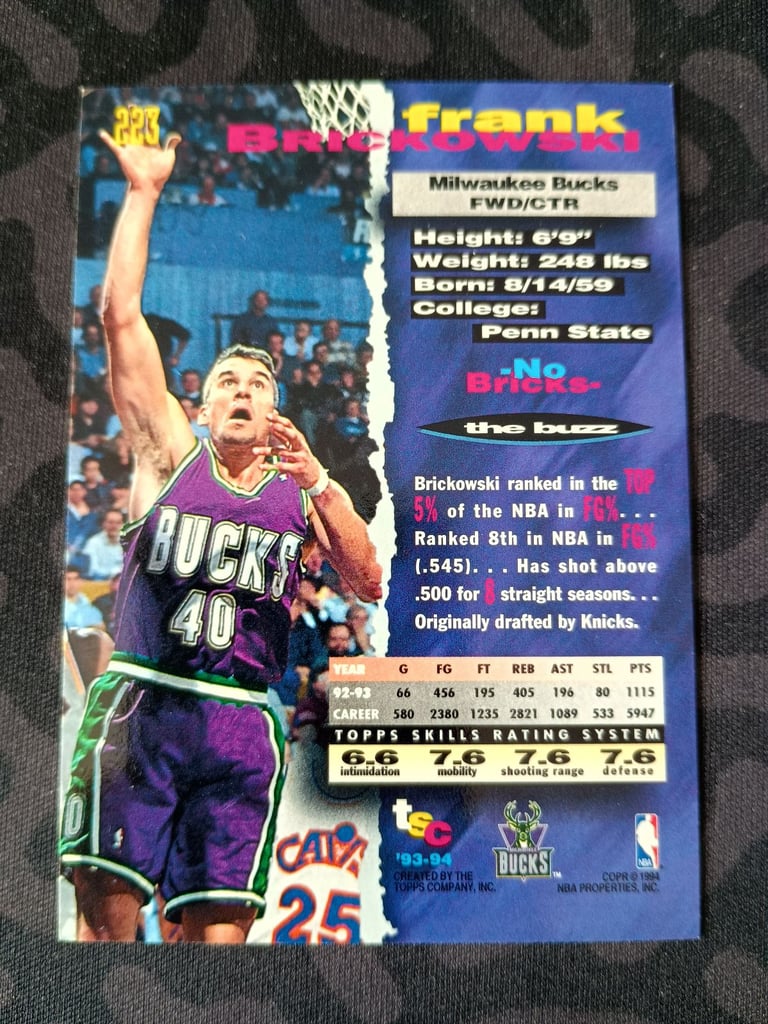 223
frank
BRICKOWSKI
Milwaukee Bucks
FWD/CTR
Height: 6'9"
Weight: 248 lbs
Born: 8/14/59
College:
Penn State
-No
Bricks-
the buzz
Brickowski ranked in the TOP
5% of the NBA in FG%. . .
Ranked 8th in NBA in FG%
(.545). . . Has shot above
.500 for 8 straight seasons. . .
Originally drafted by Knicks.
BUCKS
40
YEAR G FG FT REB AST STL PTS
92-93 66 456 195 405 196 80 1115
CAREER 580 2380 1235 2821 1089 533 5947
TOPPS SKILLS RATING SYSTEM
6.6 7.6 7.6 7.6
intimidation mobility shooting range defense
0
CAVS
25
tsc
'93-94
CREATED BY THE
TOPPS COMPANY, INC.
MILWAUKEE
BUCKS TM
NBA
COPR © 1994
NBA PROPERTIES, INC.